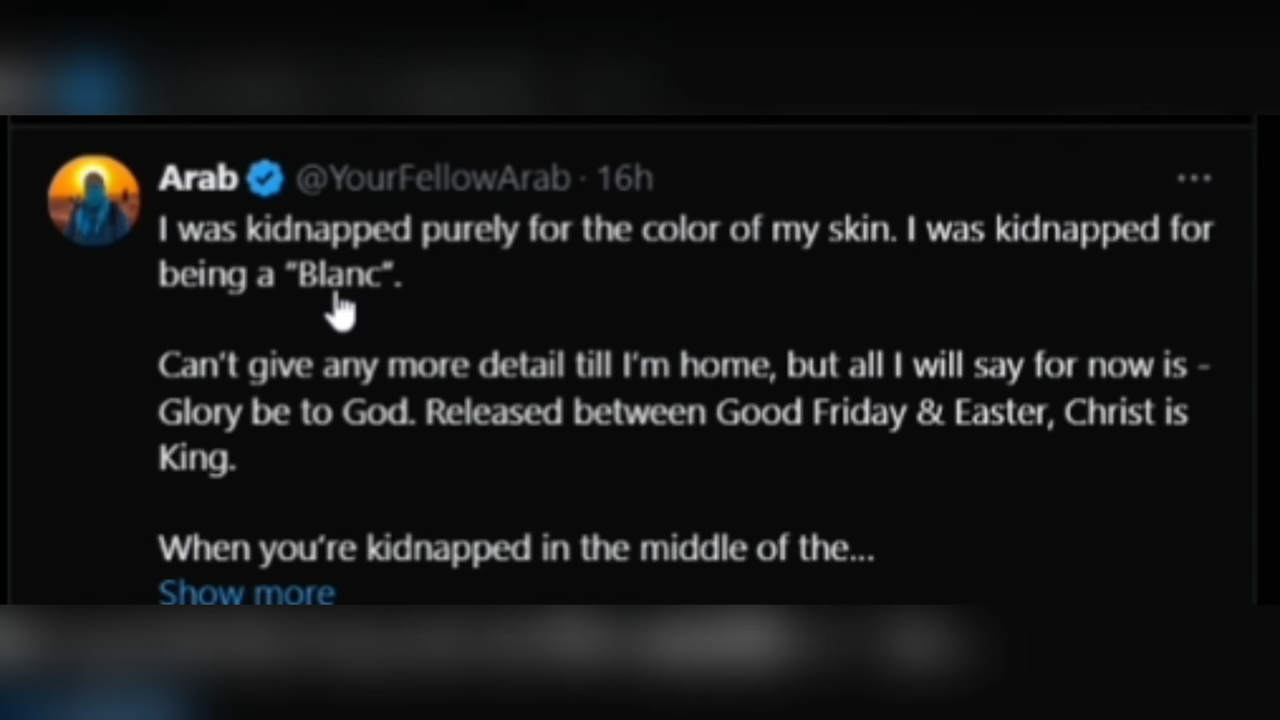 Arab @YourFellowArab · 16h
I was kidnapped purely for the color of my skin. I was kidnapped for
being a "Blanc".
Can't give any more detail till I'm home, but all I will say for now is -
Glory be to God. Released between Good Friday & Easter, Christ is
King.
When you're kidnapped in the middle of the...
Show more